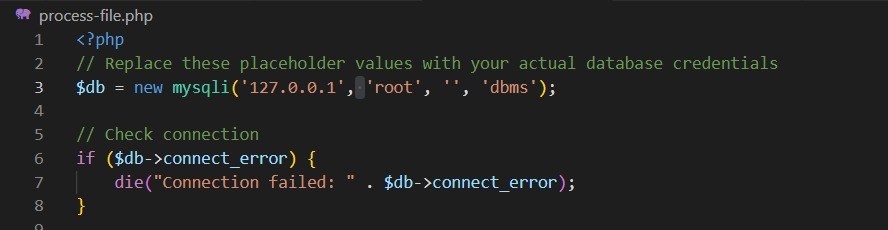 process-file.php
1 <?php
2 // Replace these placeholder values with your actual database credentials
3 $db = new mysqli('127.0.0.1', 'root', '', 'dbms');
4
5 // Check connection
6 if ($db->connect_error) {
7     die("Connection failed: " . $db->connect_error);
8 }
9